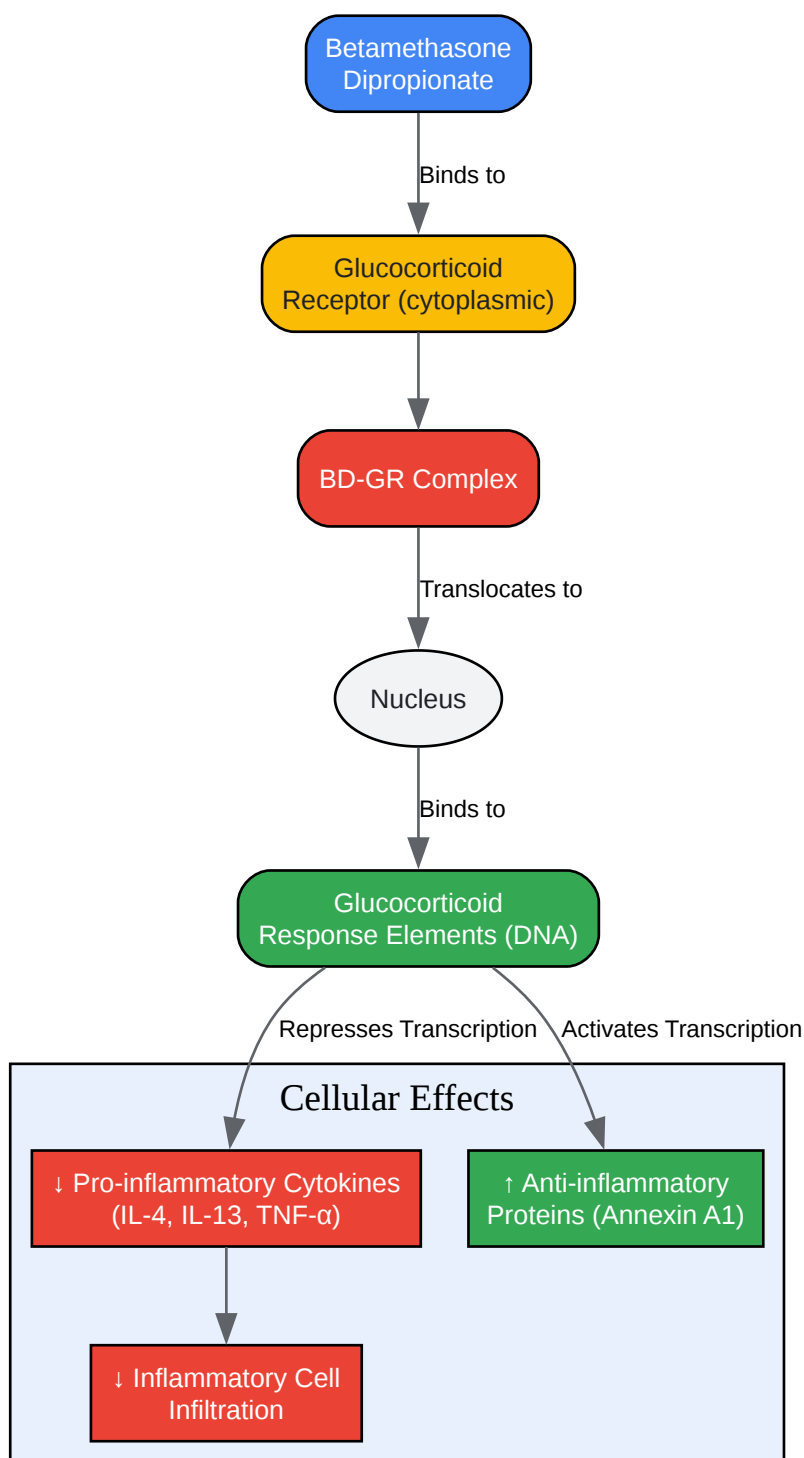 Betamethasone
Dipropionate
Binds to
Glucocorticoid
Receptor (cytoplasmic)
BD-GR Complex
Translocates to
Nucleus
Binds to
Glucocorticoid
Response Elements (DNA)
Represses Transcription
Activates Transcription
Cellular Effects
↓ Pro-inflammatory Cytokines
(IL-4, IL-13, TNF-α)
↑ Anti-inflammatory
Proteins (Annexin A1)
↓ Inflammatory Cell
Infiltration